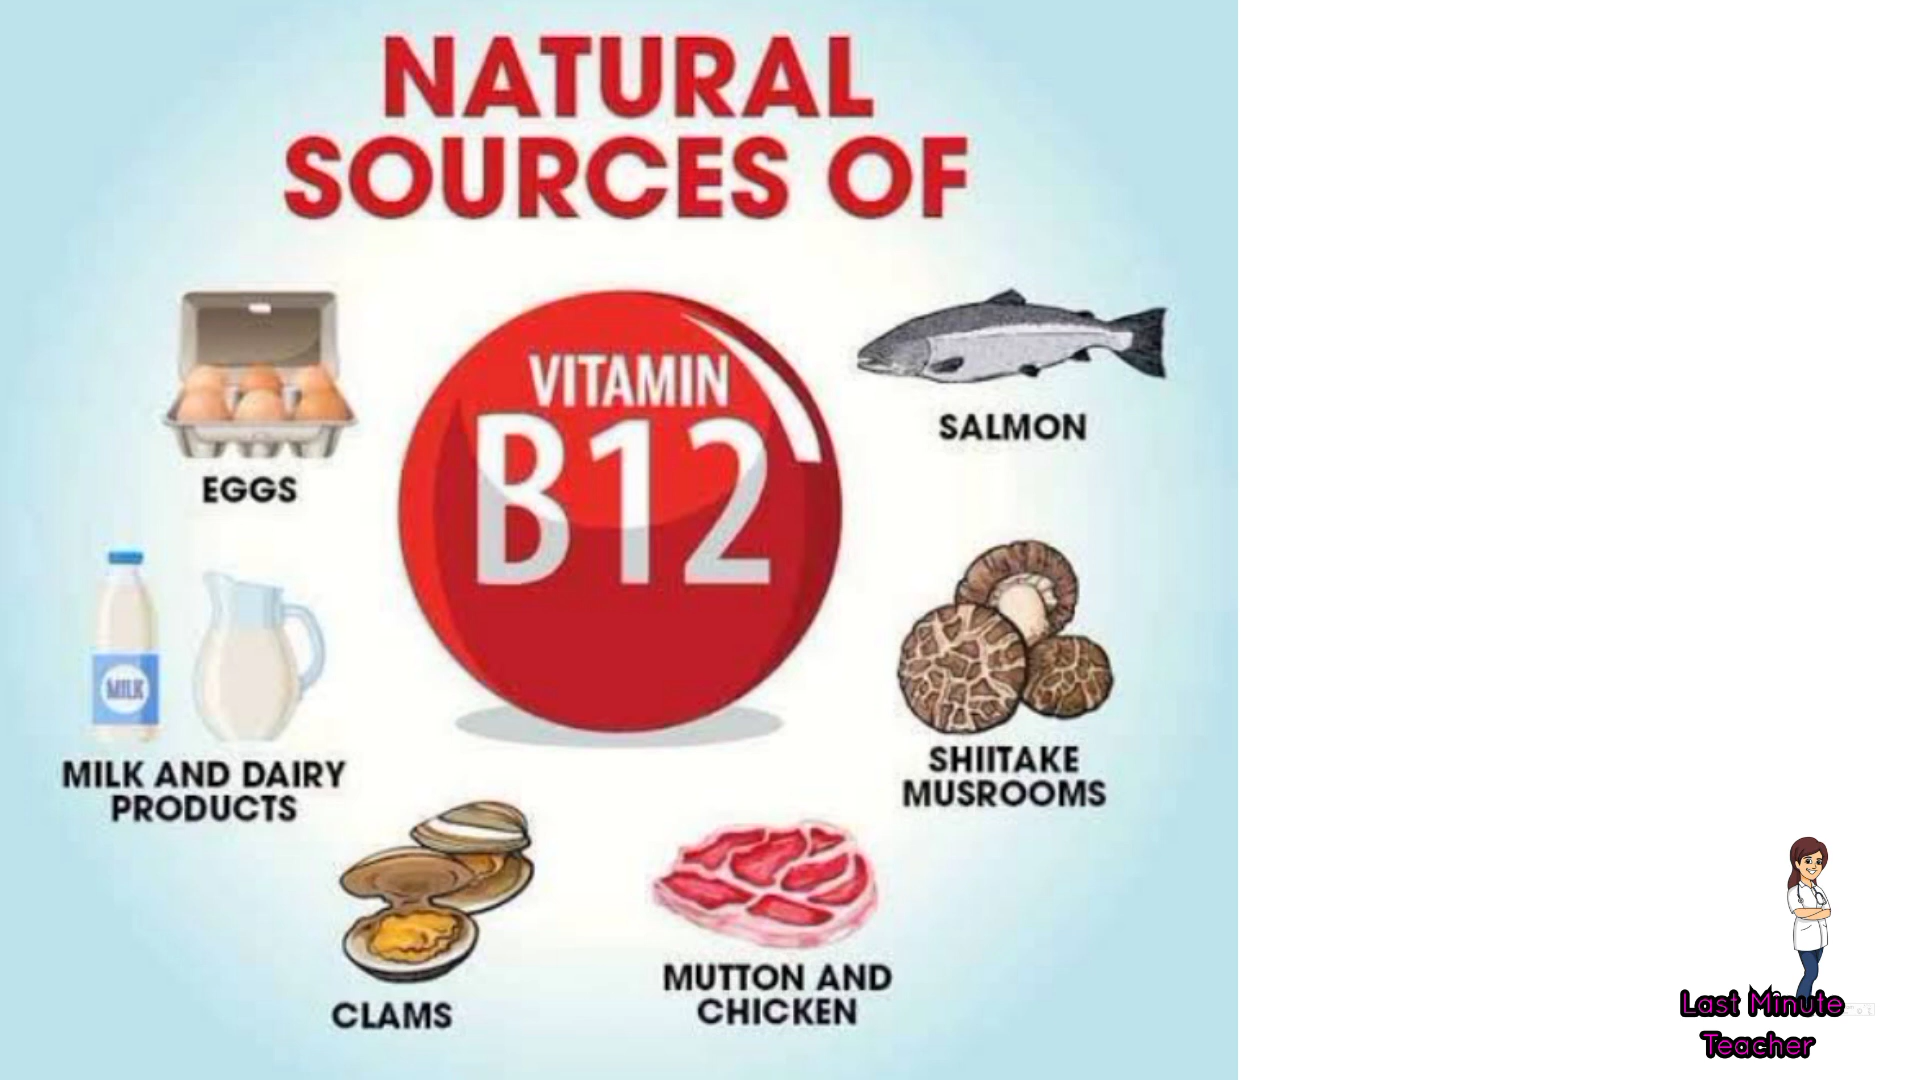 NATURAL
SOURCES OF
VITAMIN
B12
EGGS
SALMON
MILK
MILK AND DAIRY
PRODUCTS
SHIITAKE
MUSROOMS
CLAMS
MUTTON AND
CHICKEN
Last Minute
Teacher